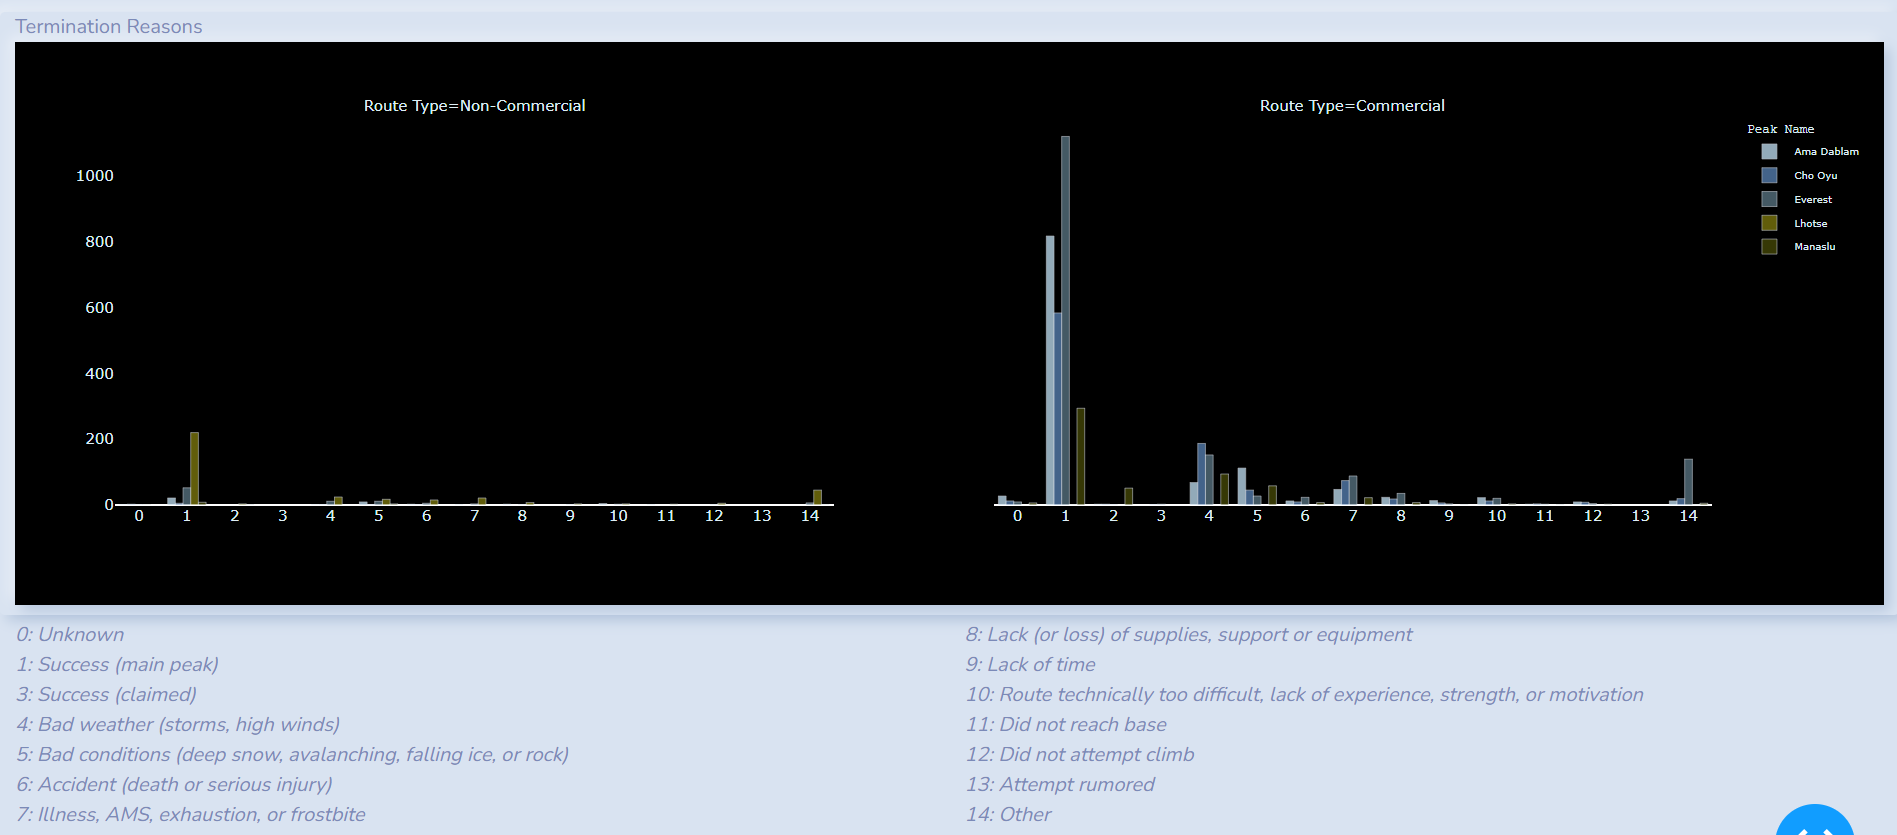 Termination Reasons
Route Type=Non-Commercial
Route Type=Commercial
Peak Name
Ama Dablam
Cho Oyu
Everest
Lhotse
Manaslu
1000
800
600
400
200
0
0 1 2 3 4 5 6 7 8 9 10 11 12 13 14
0 1 2 3 4 5 6 7 8 9 10 11 12 13 14
0: Unknown
1: Success (main peak)
3: Success (claimed)
4: Bad weather (storms, high winds)
5: Bad conditions (deep snow, avalanching, falling ice, or rock)
6: Accident (death or serious injury)
7: Illness, AMS, exhaustion, or frostbite
8: Lack (or loss) of supplies, support or equipment
9: Lack of time
10: Route technically too difficult, lack of experience, strength, or motivation
11: Did not reach base
12: Did not attempt climb
13: Attempt rumored
14: Other